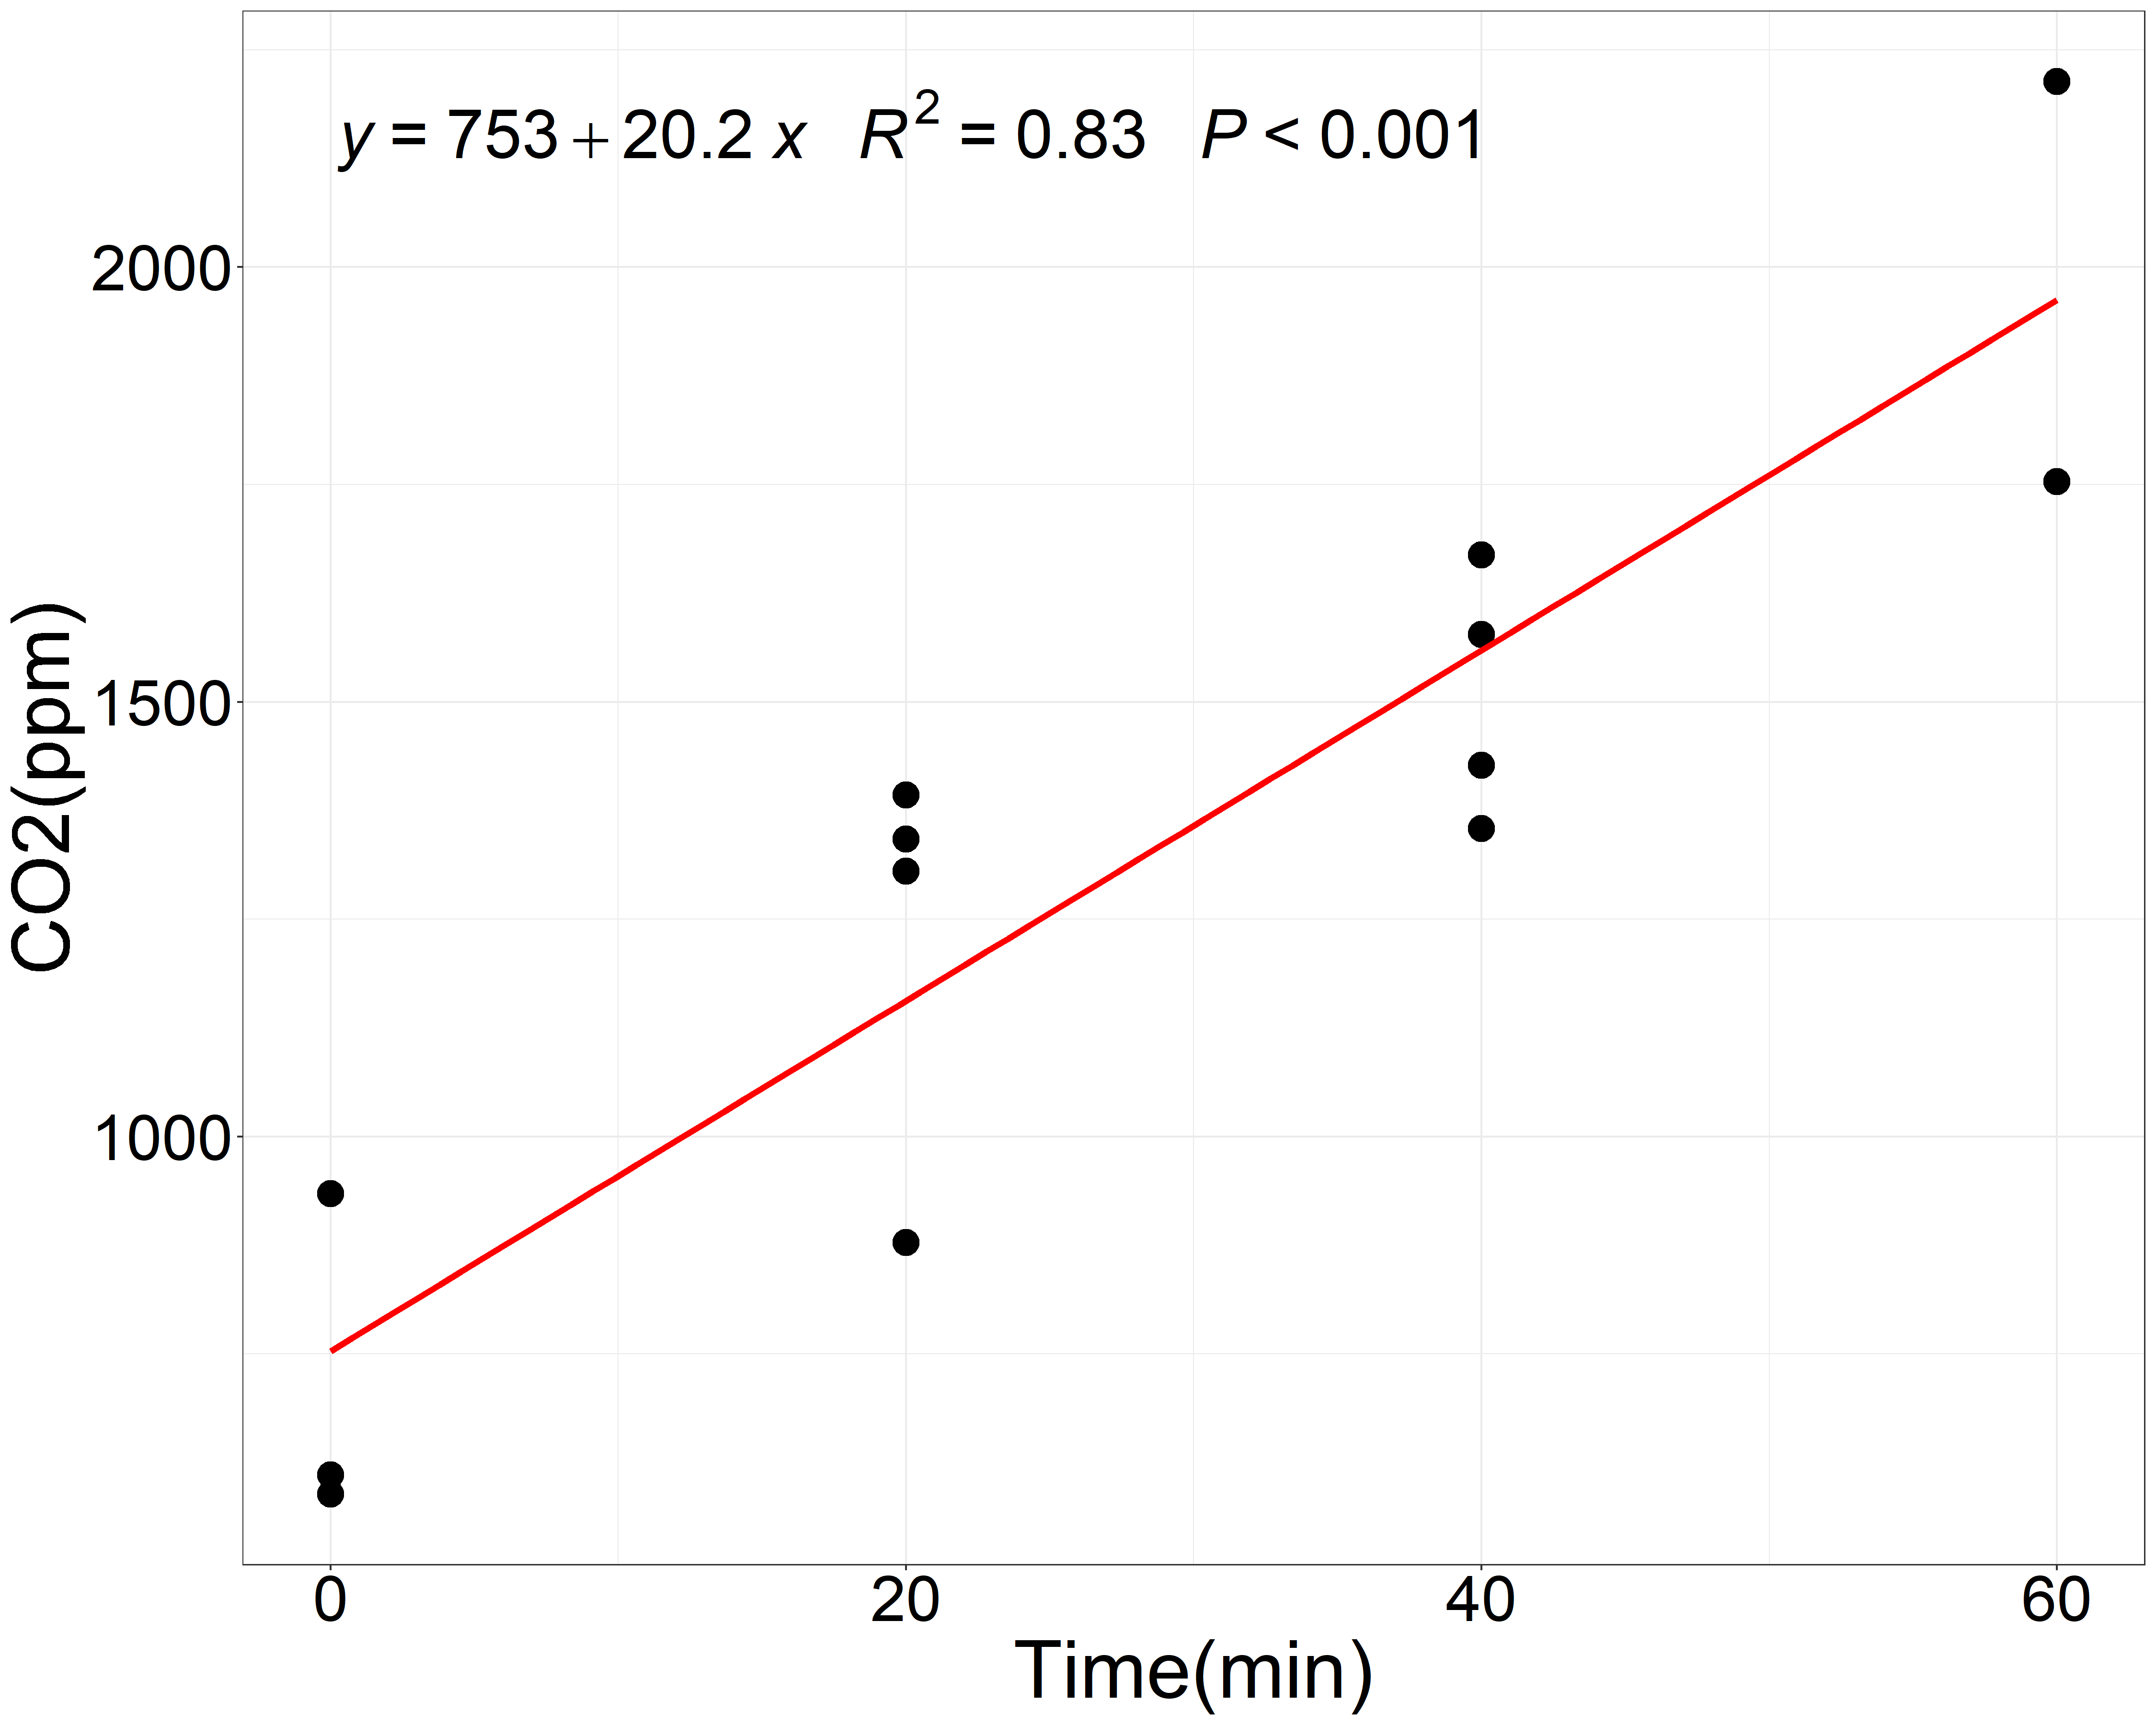 y = 753 + 20.2 x   R² = 0.83   P < 0.001
2000
1500
1000
CO2(ppm)
0 20 40 60
Time(min)